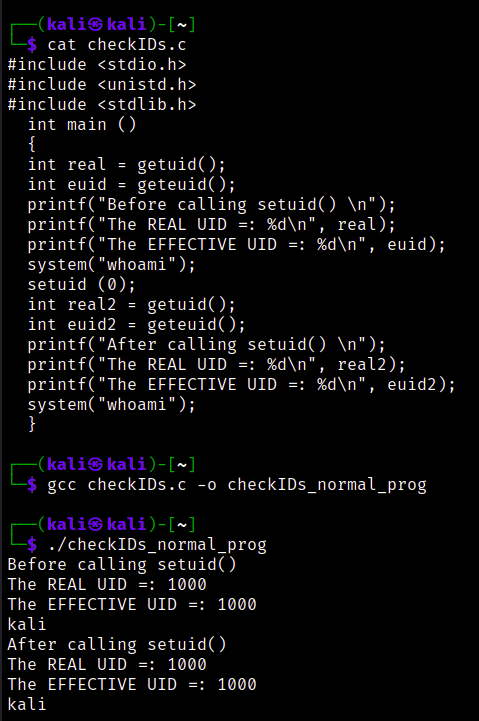 ┌──(kali㉿kali)-[~]
└─$ cat checkIDs.c
#include <stdio.h>
#include <unistd.h>
#include <stdlib.h>
  int main ()
  {
  int real = getuid();
  int euid = geteuid();
  printf("Before calling setuid() \n");
  printf("The REAL UID =: %d\n", real);
  printf("The EFFECTIVE UID =: %d\n", euid);
  system("whoami");
  setuid (0);
  int real2 = getuid();
  int euid2 = geteuid();
  printf("After calling setuid() \n");
  printf("The REAL UID =: %d\n", real2);
  printf("The EFFECTIVE UID =: %d\n", euid2);
  system("whoami");
  }
┌──(kali㉿kali)-[~]
└─$ gcc checkIDs.c -o checkIDs_normal_prog
┌──(kali㉿kali)-[~]
└─$ ./checkIDs_normal_prog
Before calling setuid()
The REAL UID =: 1000
The EFFECTIVE UID =: 1000
kali
After calling setuid()
The REAL UID =: 1000
The EFFECTIVE UID =: 1000
kali